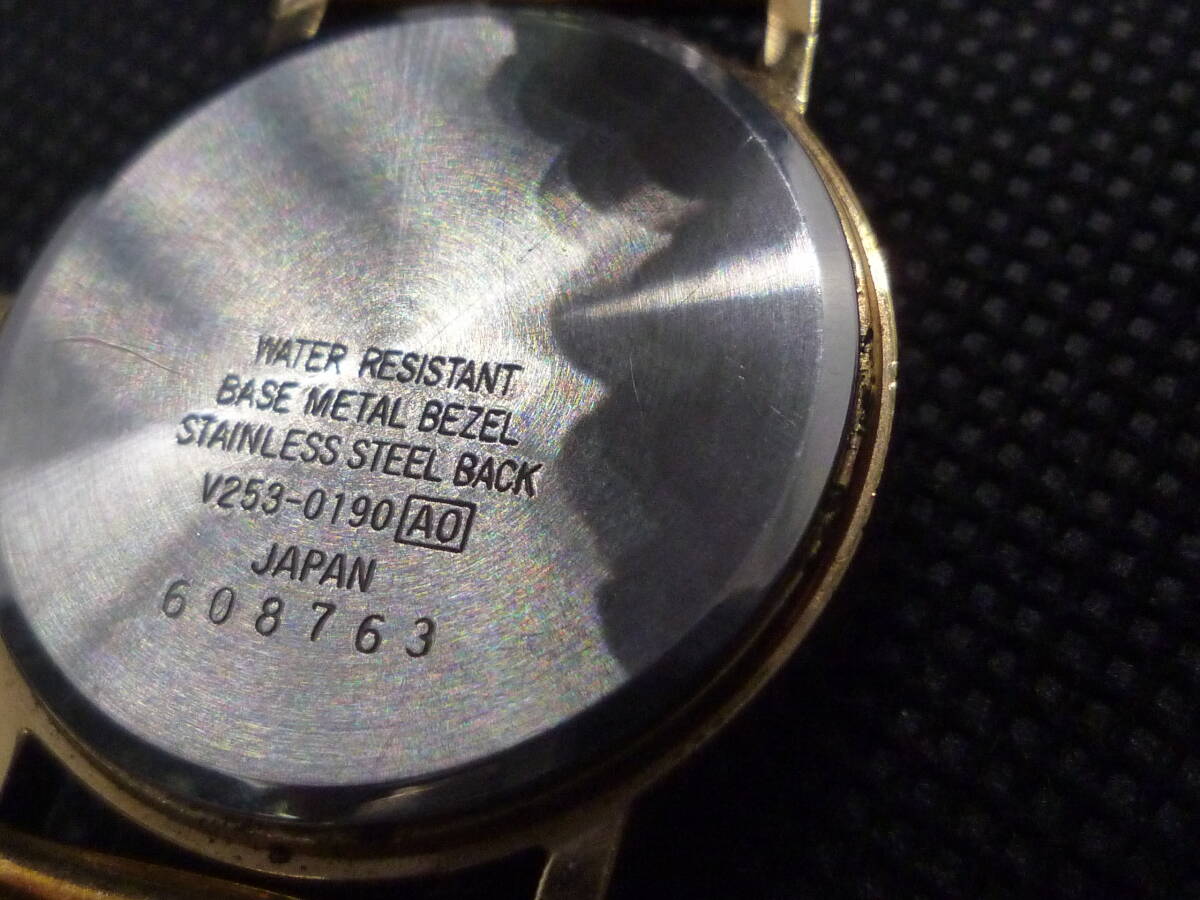 WATER RESISTANT
BASE METAL BEZEL
STAINLESS STEEL BACK
V253-0190 A0
JAPAN
608763